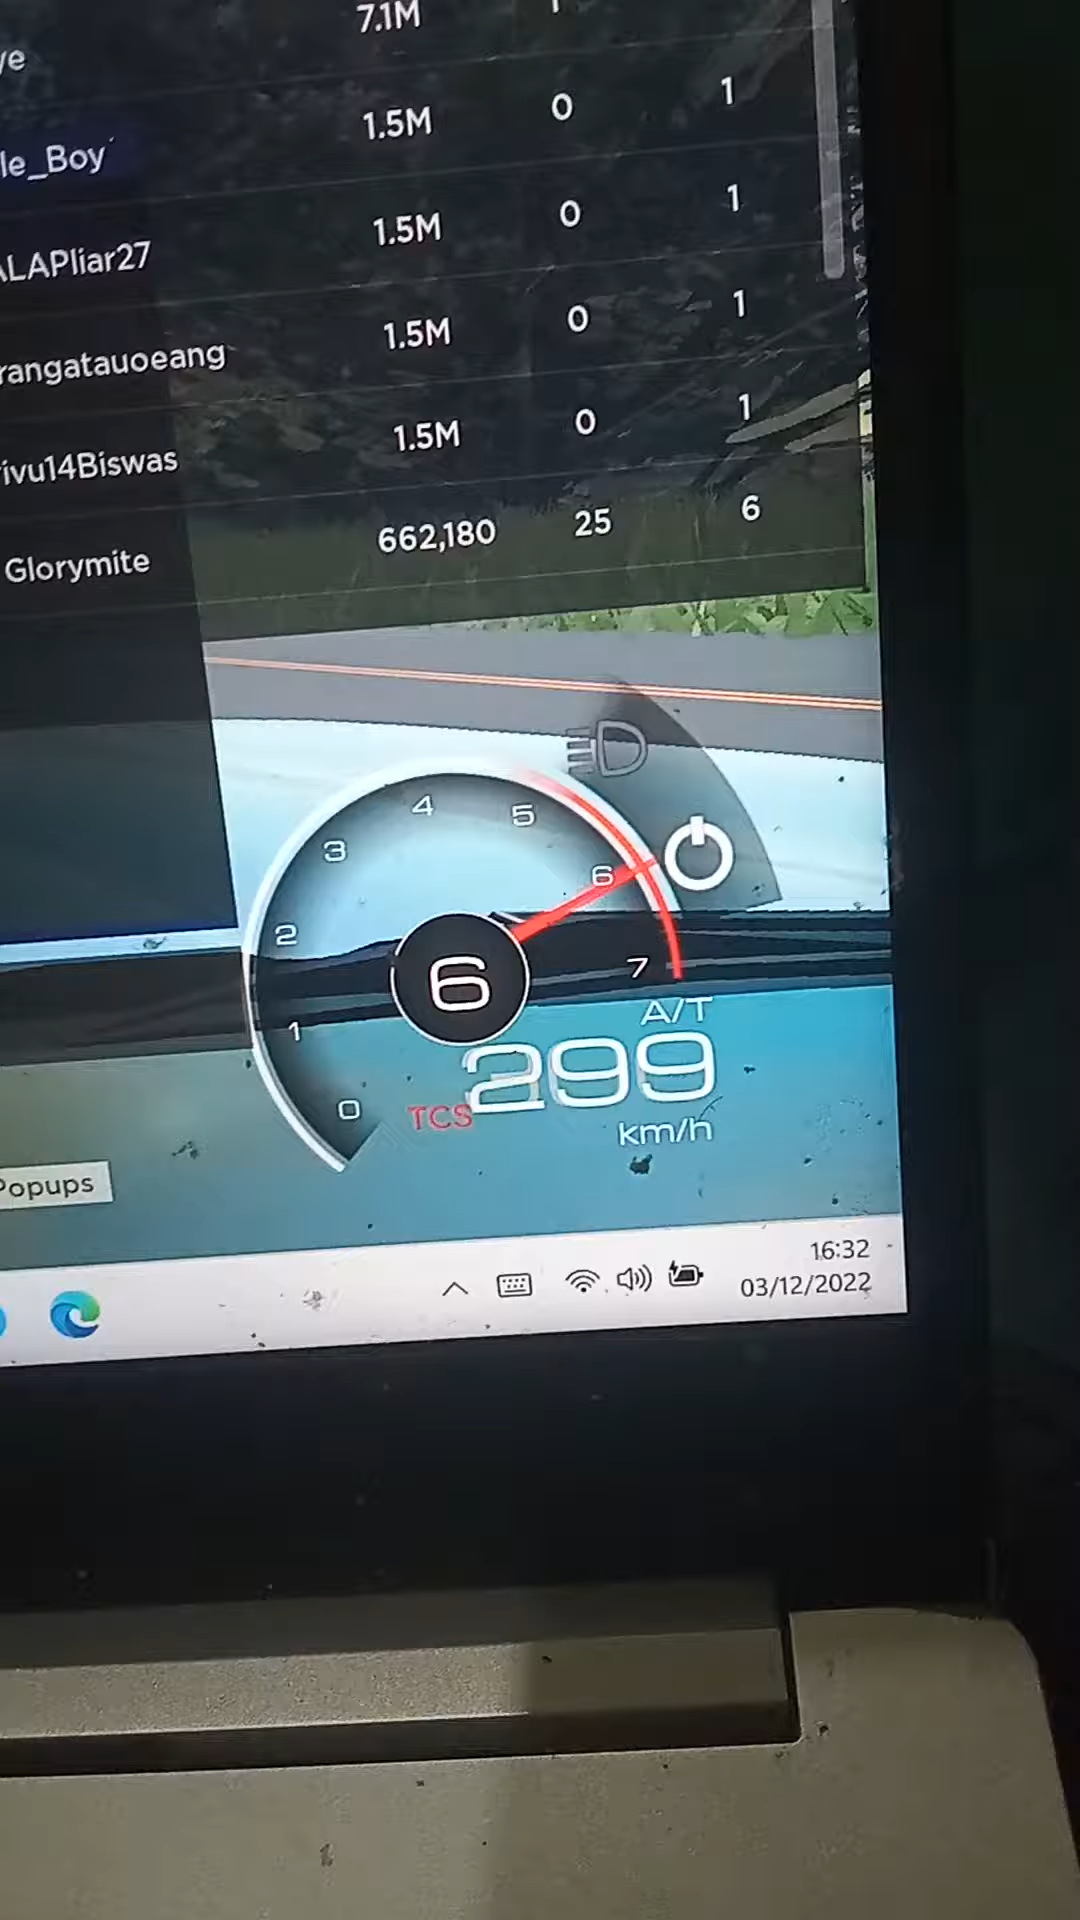 7.1M
1.5M 0 1
le_Boy
1.5M 0 1
ALAPliar27
1.5M 0 1
rangatauoeang
1.5M 0 1
ivu14Biswas
662,180 25 6
Glorymite
4
5
3
6
2
6
7
1
A/T
299
0
TCS
km/h
Popups
16:32
03/12/2022